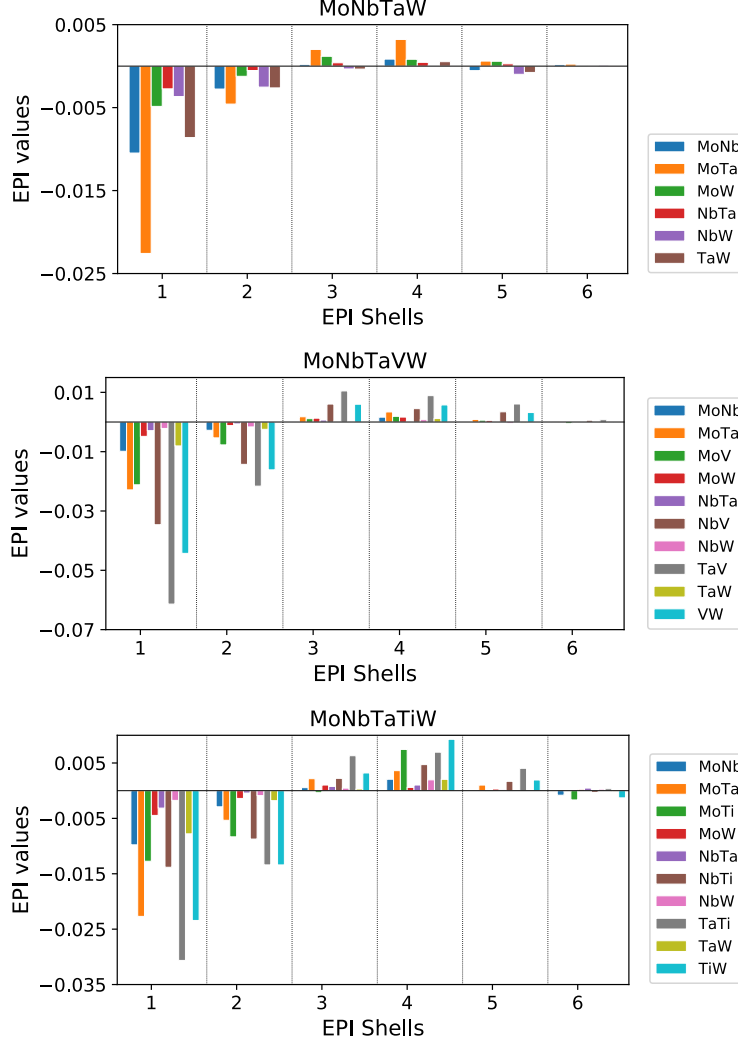 MoNbTaW
0.005
−0.005
−0.015
−0.025
EPI values
1 2 3 4 5 6
EPI Shells
MoNb
MoTa
MoW
NbTa
NbW
TaW
MoNbTaVW
0.01
−0.01
−0.03
−0.05
−0.07
EPI values
1 2 3 4 5 6
EPI Shells
MoNb
MoTa
MoV
MoW
NbTa
NbV
NbW
TaV
TaW
VW
MoNbTaTiW
0.005
−0.005
−0.015
−0.025
−0.035
EPI values
1 2 3 4 5 6
EPI Shells
MoNb
MoTa
MoTi
MoW
NbTa
NbTi
NbW
TaTi
TaW
TiW